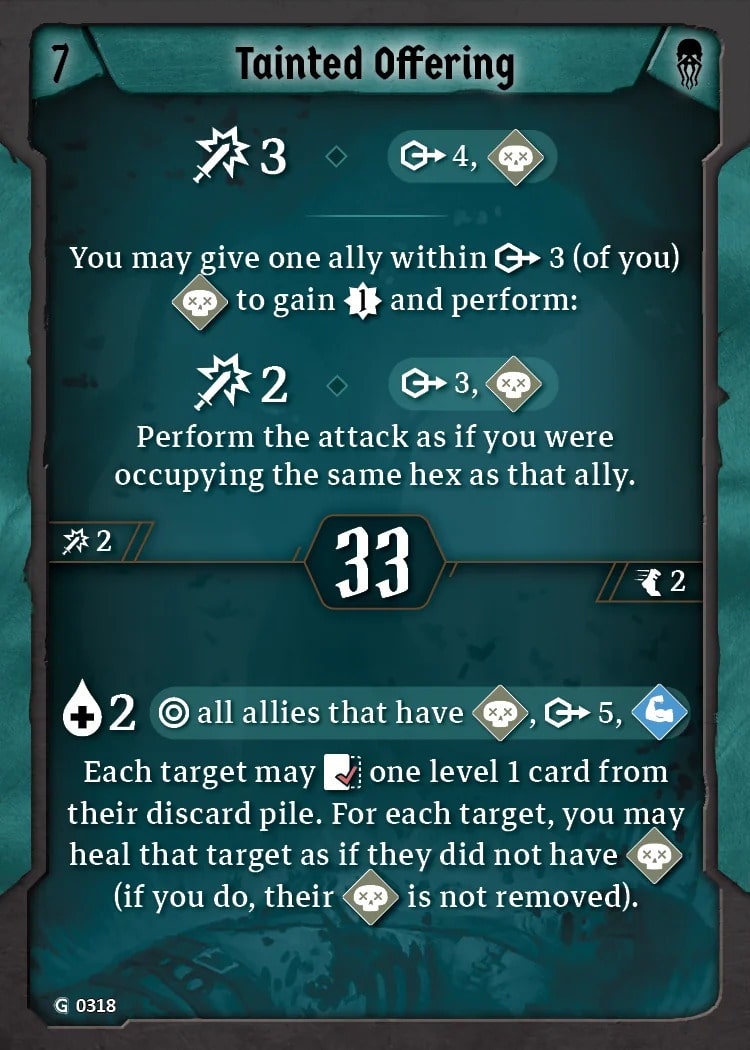 7 Tainted Offering
3 4,
You may give one ally within 3 (of you)
to gain 1 and perform:
2 3,
Perform the attack as if you were
occupying the same hex as that ally.
2
33
2
2 all allies that have , 5,
Each target may one level 1 card from
their discard pile. For each target, you may
heal that target as if they did not have
(if you do, their is not removed).
G 0318